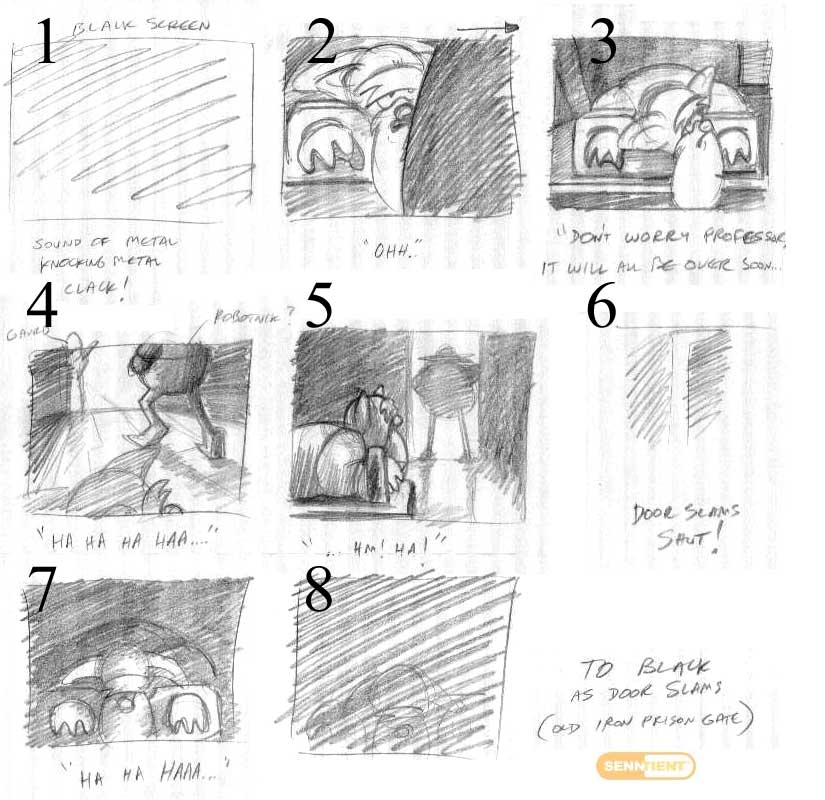 1
BLACK SCREEN
SOUND OF METAL
KNOCKING METAL
CLACK!
2
"OHH."
3
"DON'T WORRY PROFESSOR,
IT WILL ALL BE OVER SOON...
4
ROBOTNIK?
"HA HA HA HAA...."
5
"... HM! HA!"
6
DOOR SLAMS
SHUT!
7
"HA HA HAAA..."
8
TO BLACK
AS DOOR SLAMS
(OLD IRON PRISON GATE)
SENNTIENT